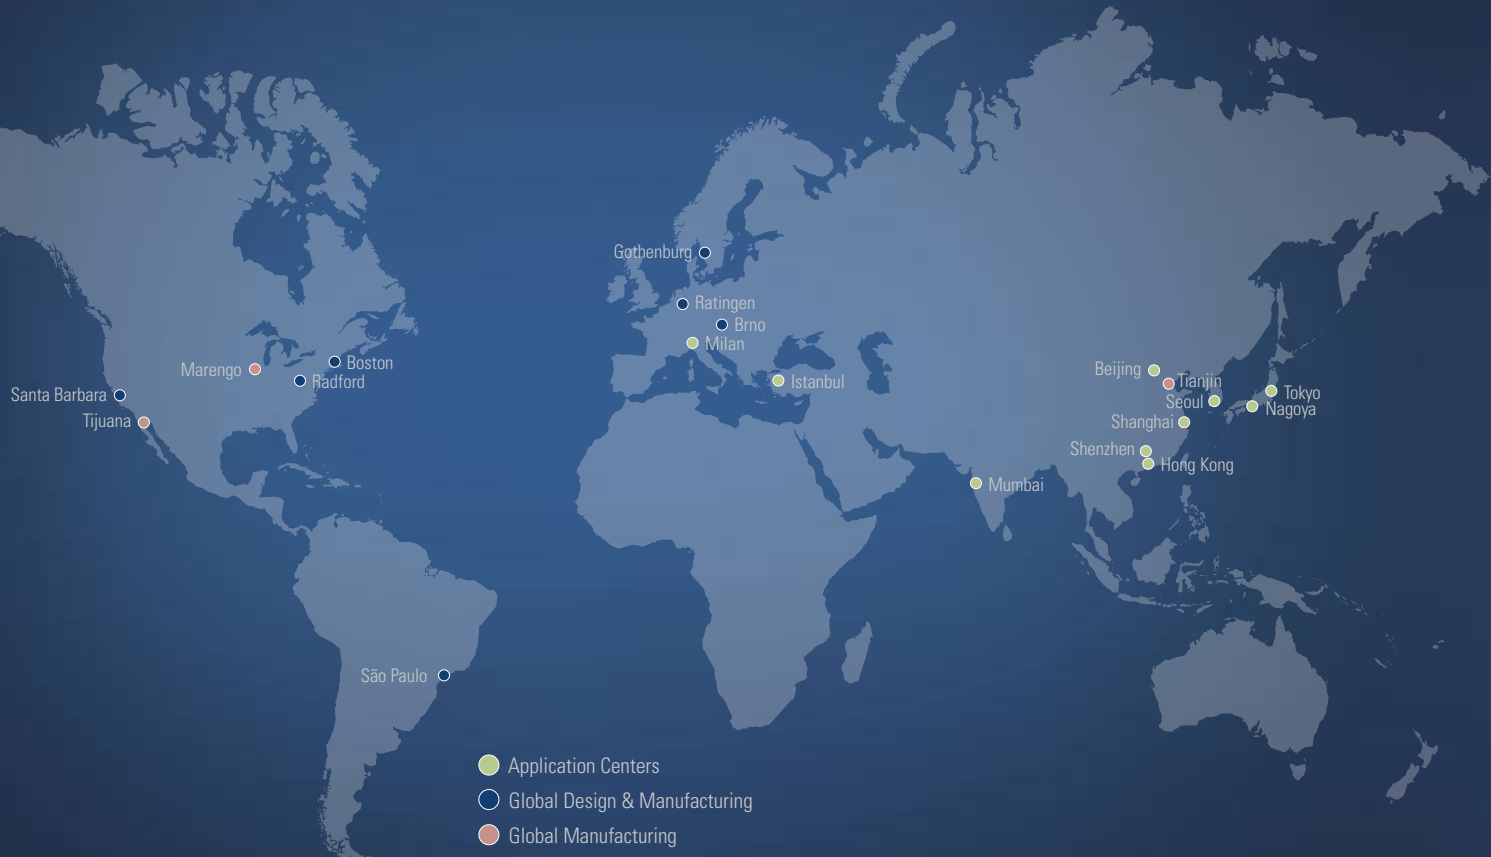 Gothenburg
Ratingen
Brno
Milan
Istanbul
Marengo
Boston
Radford
Santa Barbara
Tijuana
Beijing
Tianjin
Seoul
Tokyo
Nagoya
Shanghai
Shenzhen
Hong Kong
Mumbai
São Paulo
Application Centers
Global Design & Manufacturing
Global Manufacturing